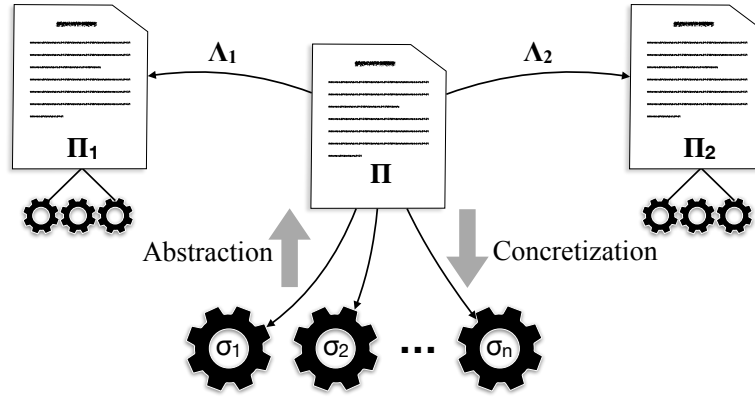 Λ1
Λ2
Π1
Π
Π2
Abstraction
Concretization
σ1
σ2
...
σn